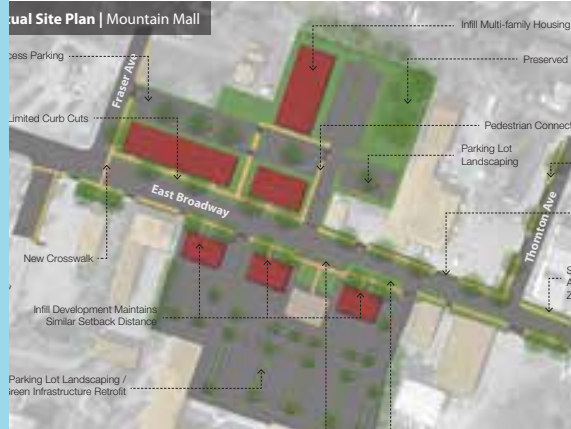 tual Site Plan | Mountain Mall
Infill Multi-family Housing
cess Parking
Preserved
Fraser Ave
Limited Curb Cuts
Pedestrian Connect
Parking Lot
Landscaping
East Broadway
Thornton Ave
New Crosswalk
S
A
Z
Infill Development Maintains
Similar Setback Distance
Parking Lot Landscaping /
Green Infrastructure Retrofit